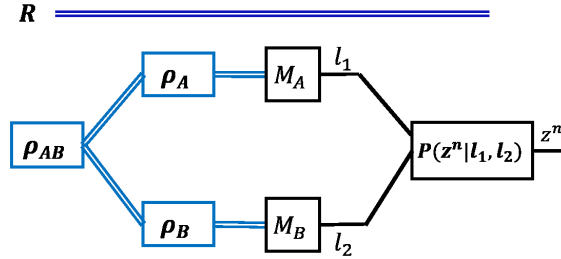 R
ρ_A M_A l_1
ρ_AB P(z^n|l_1, l_2) z^n
ρ_B M_B l_2